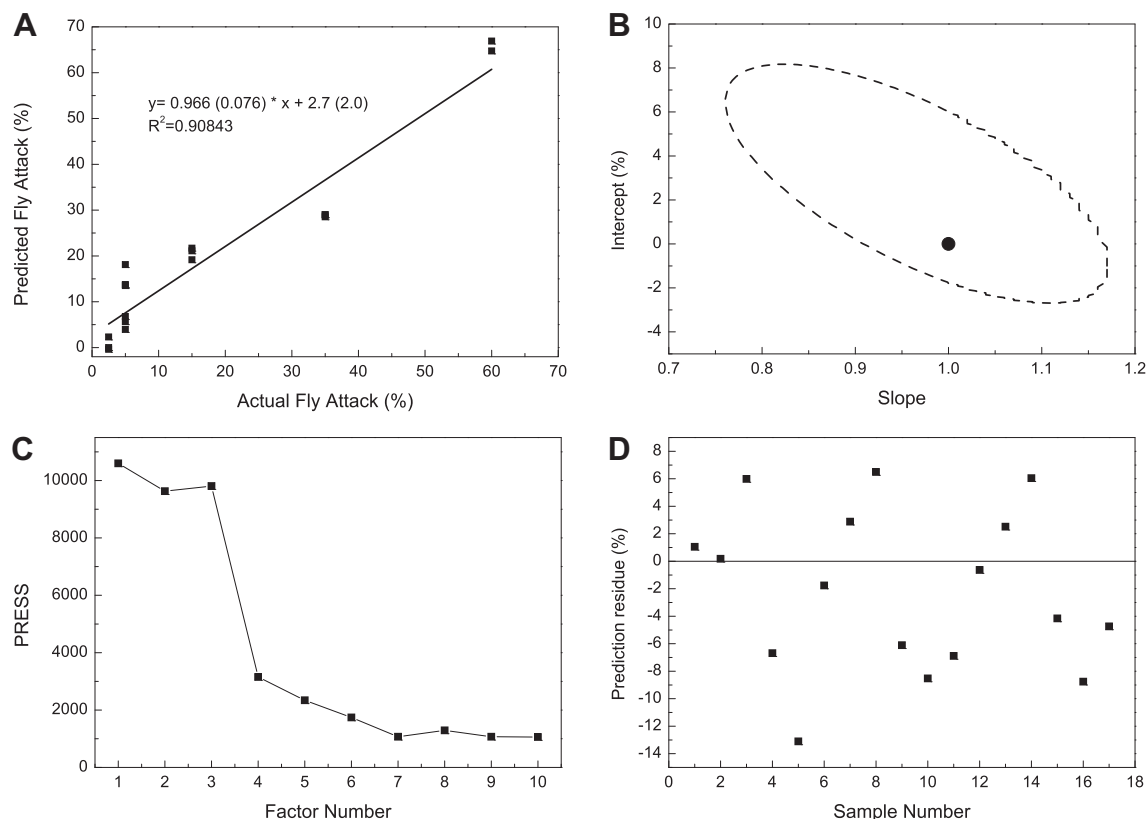 A
70
60
50
40
30
20
10
0
Predicted Fly Attack (%)
y= 0.966 (0.076) * x + 2.7 (2.0)
R²=0.90843
0 10 20 30 40 50 60 70
Actual Fly Attack (%)
B
10
8
6
4
2
0
-2
-4
Intercept (%)
0.7 0.8 0.9 1.0 1.1 1.2
Slope
C
10000
8000
6000
4000
2000
0
PRESS
1 2 3 4 5 6 7 8 9 10
Factor Number
D
8
6
4
2
0
-2
-4
-6
-8
-10
-12
-14
Prediction residue (%)
0 2 4 6 8 10 12 14 16 18
Sample Number